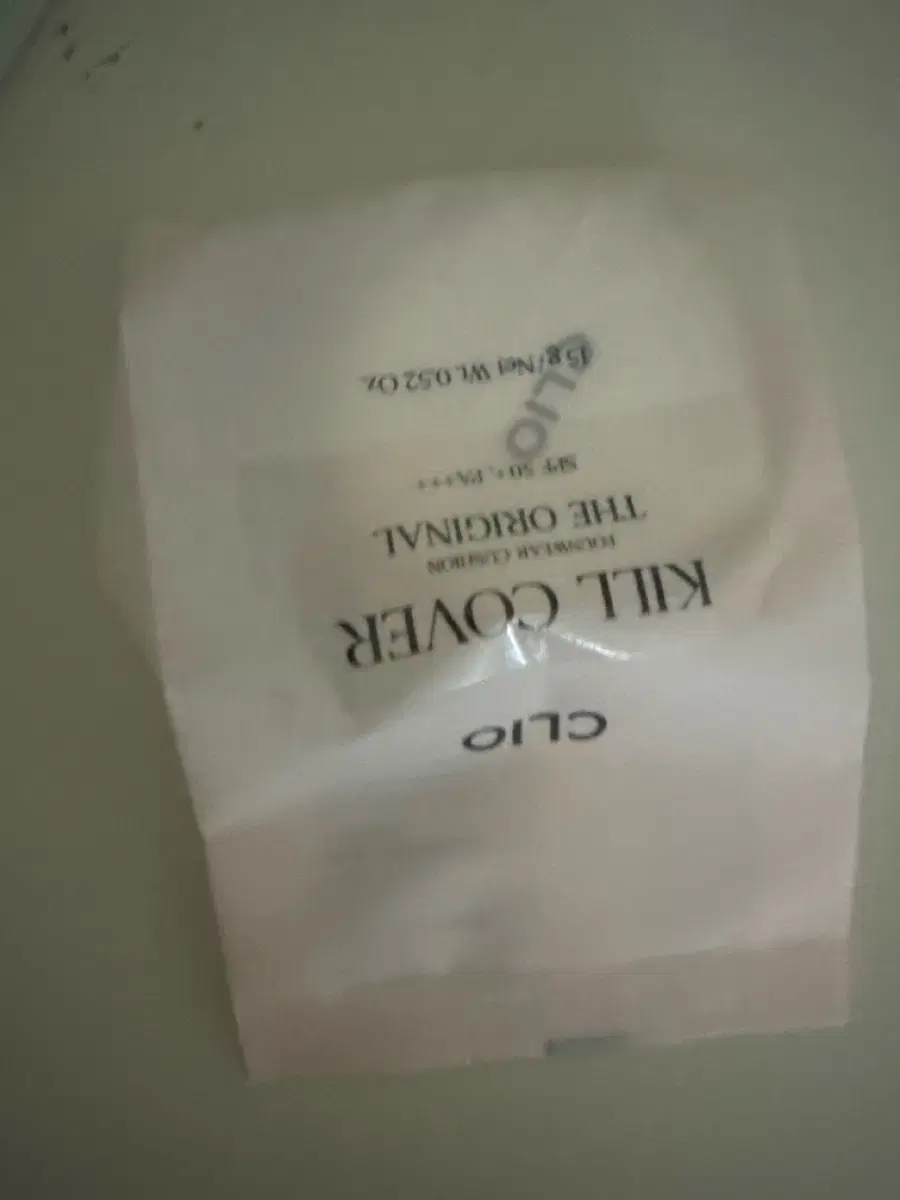 CLIO
KILL COVER
FOUNWEAR CUSHION
THE ORIGINAL
SPF 50+, PA+++
15 g/Net Wt. 0.52 Oz.
CLIO